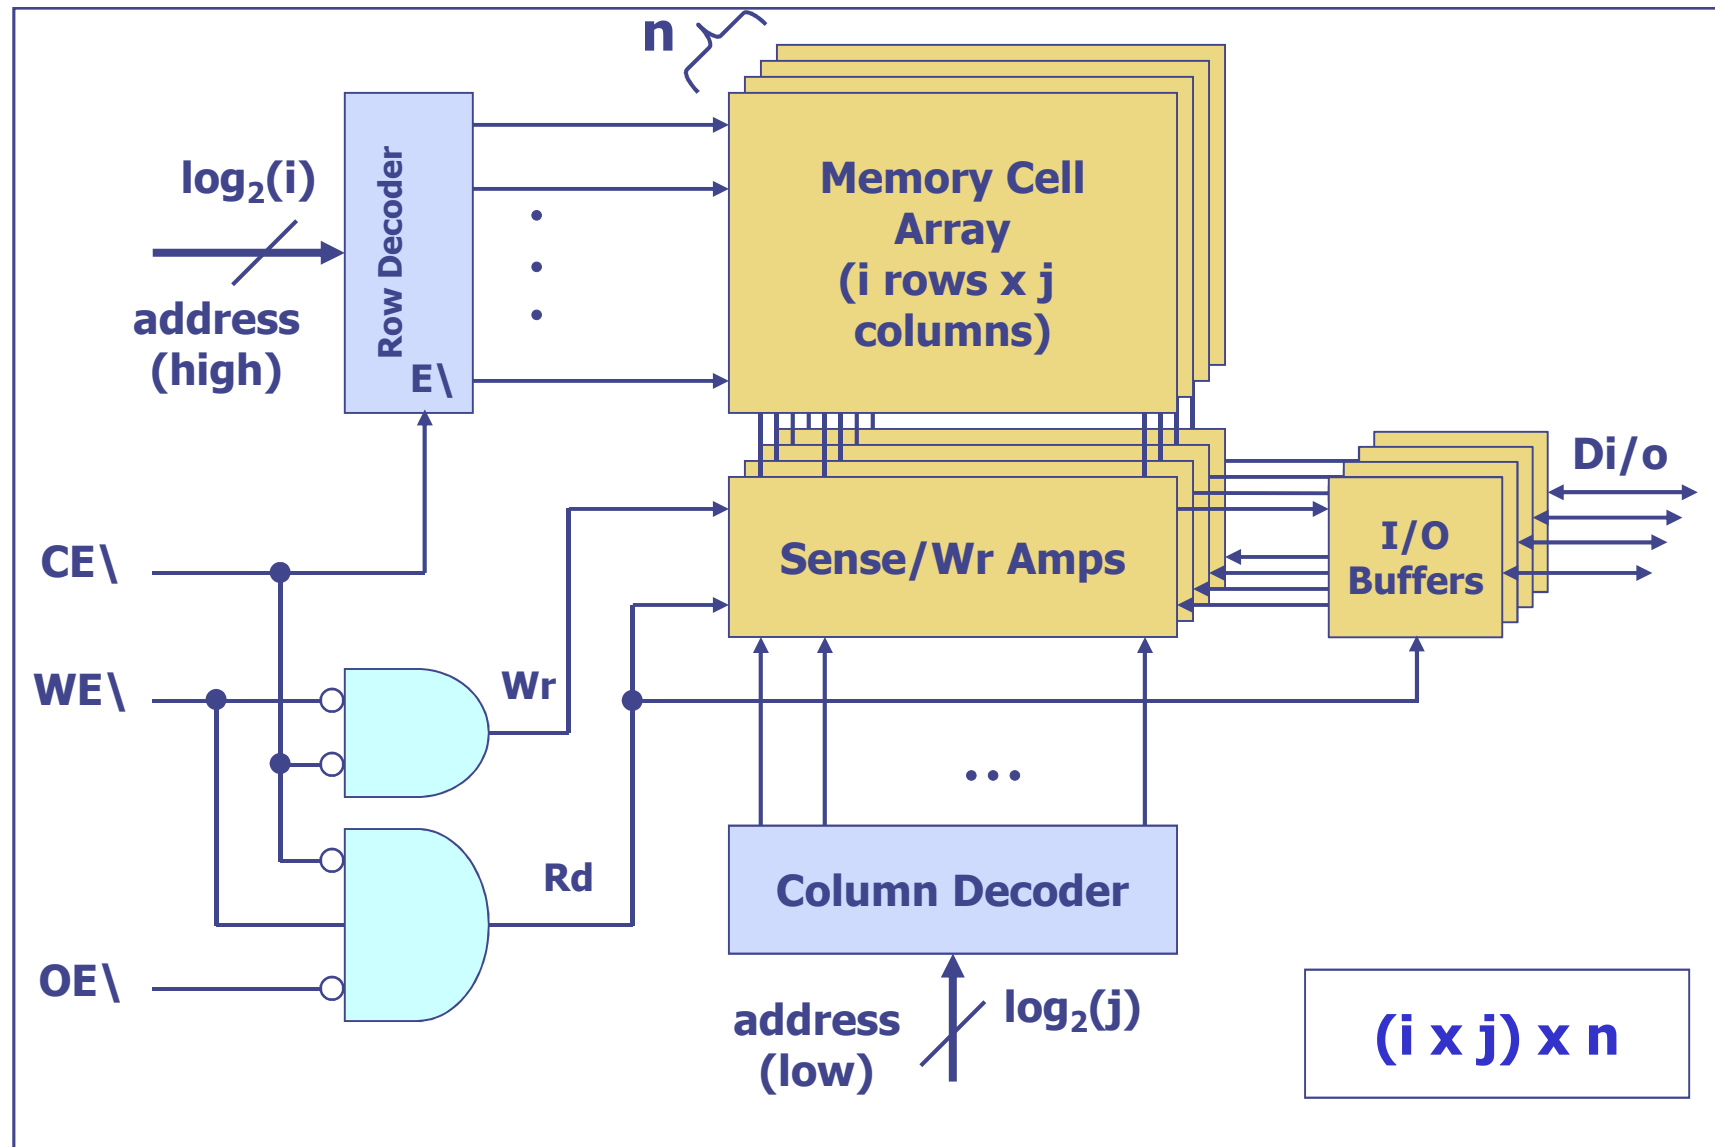 n
log₂(i)
address
(high)
Row Decoder
E\
Memory Cell
Array
(i rows x j
columns)
Di/o
I/O
Buffers
Sense/Wr Amps
CE\
WE\
OE\
Wr
Rd
...
Column Decoder
address
(low)
log₂(j)
(i x j) x n